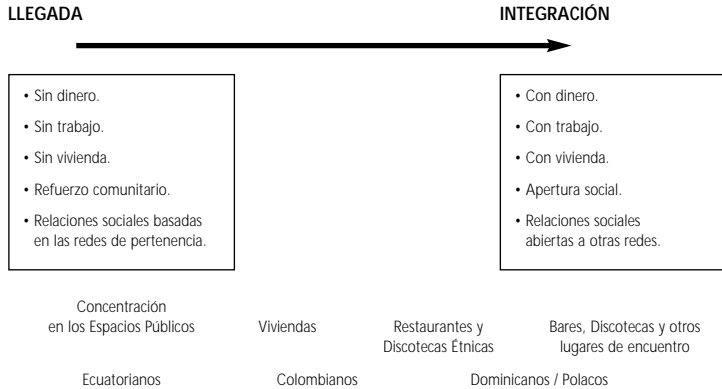 LLEGADA
INTEGRACIÓN
• Sin dinero.
• Sin trabajo.
• Sin vivienda.
• Refuerzo comunitario.
• Relaciones sociales basadas
en las redes de pertenencia.
• Con dinero.
• Con trabajo.
• Con vivienda.
• Apertura social.
• Relaciones sociales
abiertas a otras redes.
Concentración
en los Espacios Públicos
Viviendas
Restaurantes y
Discotecas Étnicas
Bares, Discotecas y otros
lugares de encuentro
Ecuatorianos
Colombianos
Dominicanos / Polacos